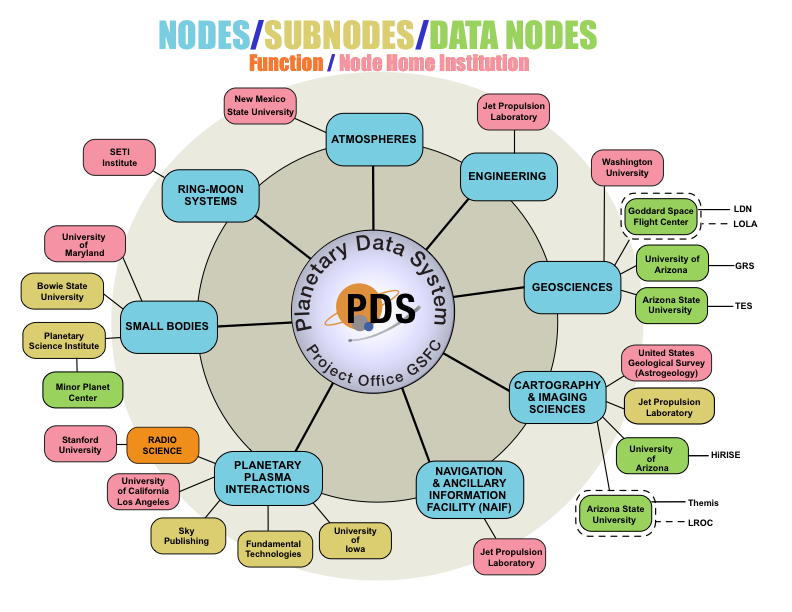 NODES/SUBNODES/DATA NODES
Function / Node Home Institution
New Mexico
State University
ATMOSPHERES
Jet Propulsion
Laboratory
ENGINEERING
SETI
Institute
RING-MOON
SYSTEMS
Washington
University
Goddard Space
Flight Center
LDN
LOLA
University of
Arizona
GRS
GEOSCIENCES
Arizona State
University
TES
University
of
Maryland
Bowie State
University
SMALL BODIES
Planetary
Science Institute
Minor Planet
Center
Planetary Data System
PDS
Project Office GSFC
United States
Geological Survey
(Astrogeology)
CARTOGRAPHY
& IMAGING
SCIENCES
Jet Propulsion
Laboratory
University
of
Arizona
HiRISE
Arizona State
University
Themis
LROC
Stanford
University
RADIO
SCIENCE
PLANETARY
PLASMA
INTERACTIONS
University
of California
Los Angeles
Sky
Publishing
Fundamental
Technologies
University
of
Iowa
NAVIGATION
& ANCILLARY
INFORMATION
FACILITY (NAIF)
Jet Propulsion
Laboratory